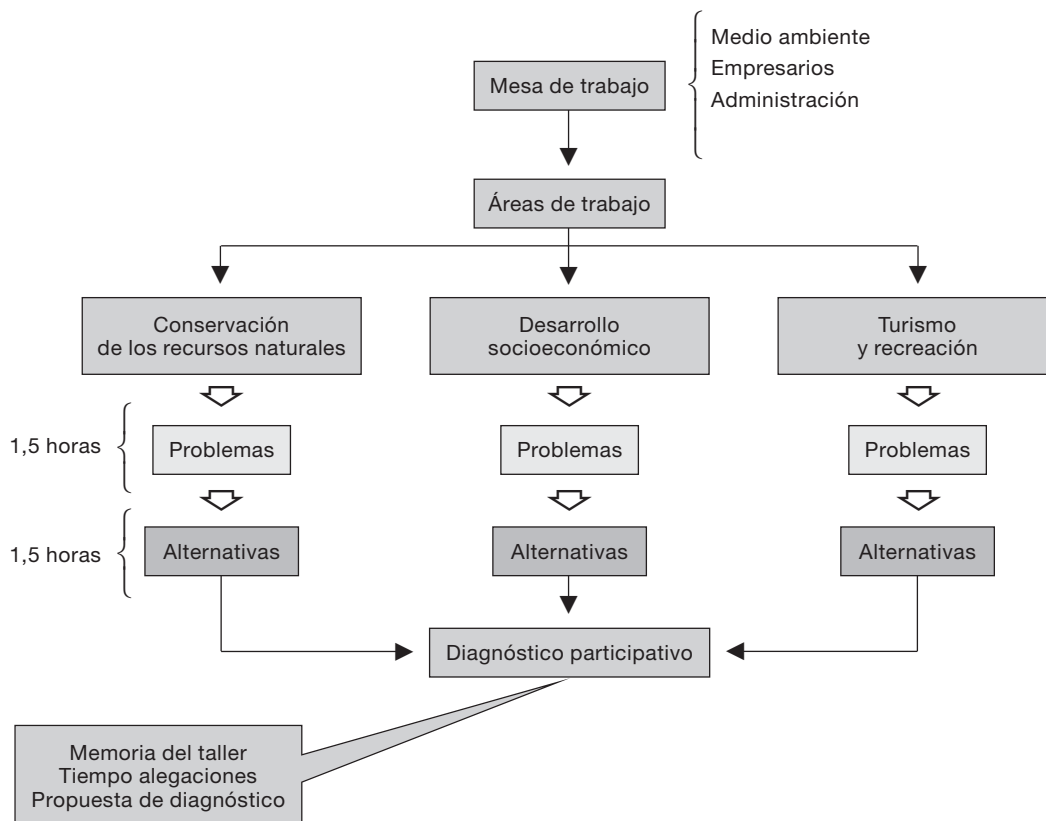 Medio ambiente
Empresarios
Administración
Mesa de trabajo
Áreas de trabajo
Conservación
de los recursos naturales
Desarrollo
socioeconómico
Turismo
y recreación
1,5 horas
Problemas
Problemas
Problemas
1,5 horas
Alternativas
Alternativas
Alternativas
Diagnóstico participativo
Memoria del taller
Tiempo alegaciones
Propuesta de diagnóstico